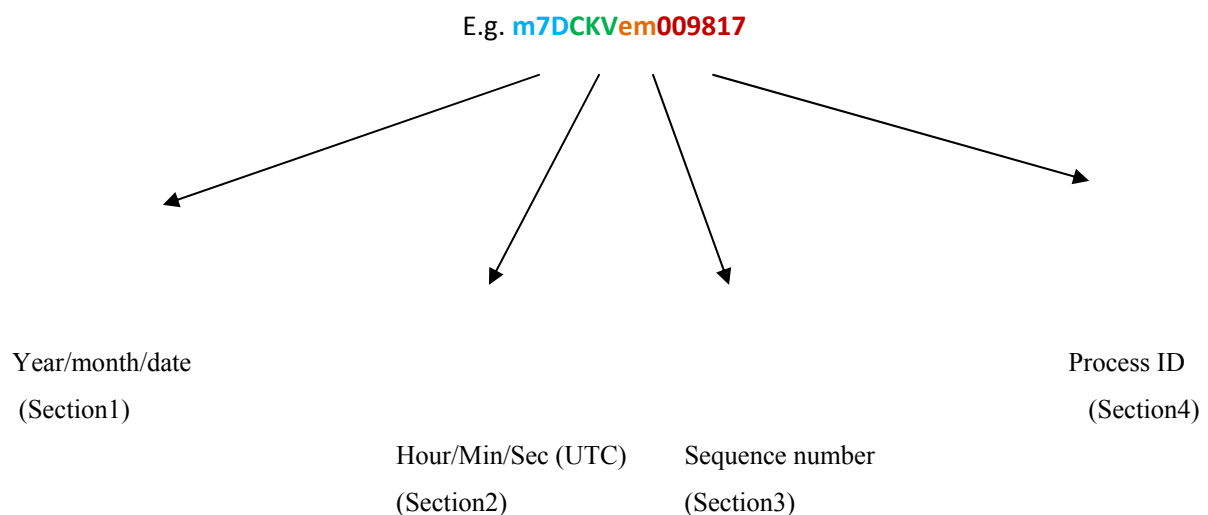 E.g. m7DCKVem009817
Year/month/date
(Section1)
Process ID
(Section4)
Hour/Min/Sec (UTC)
(Section2)
Sequence number
(Section3)